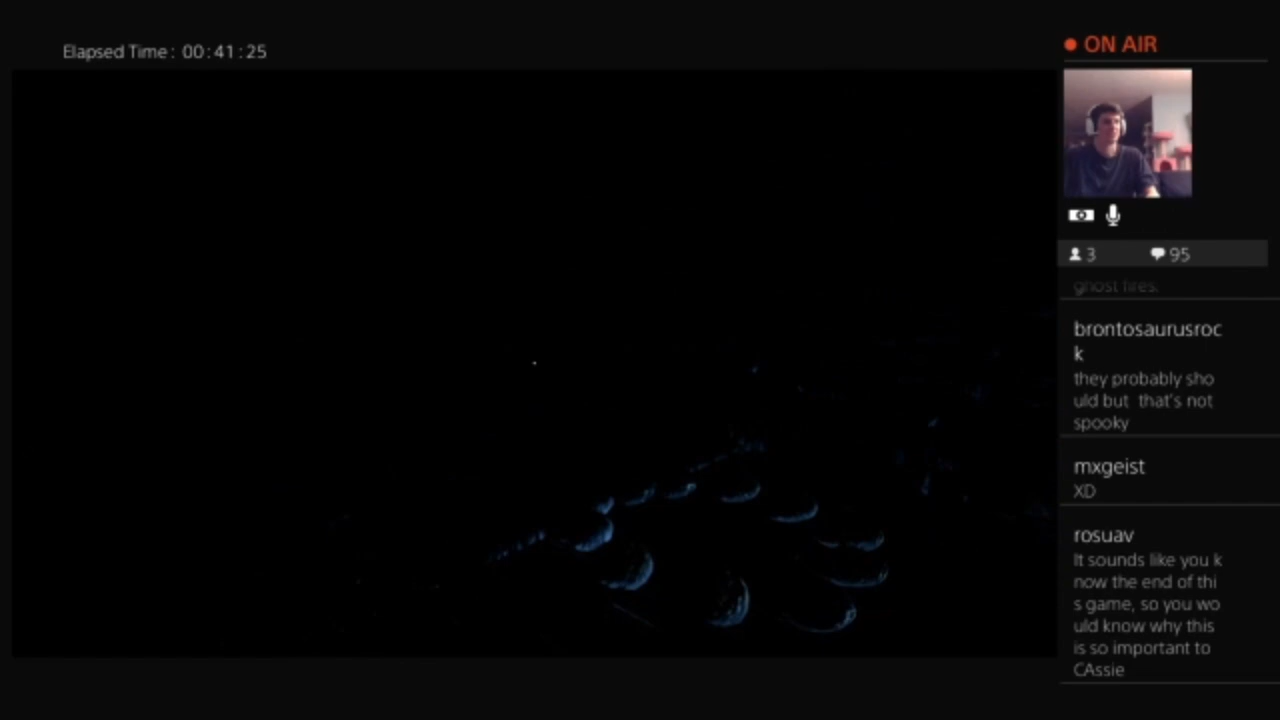 Elapsed Time: 00:41:25
ON AIR
3
95
ghost fires.
brontosaurusroc
k
they probably sho
uld but that's not
spooky
mxgeist
XD
rosuav
It sounds like you k
now the end of thi
s game, so you wo
uld know why this
is so important to
CAssie